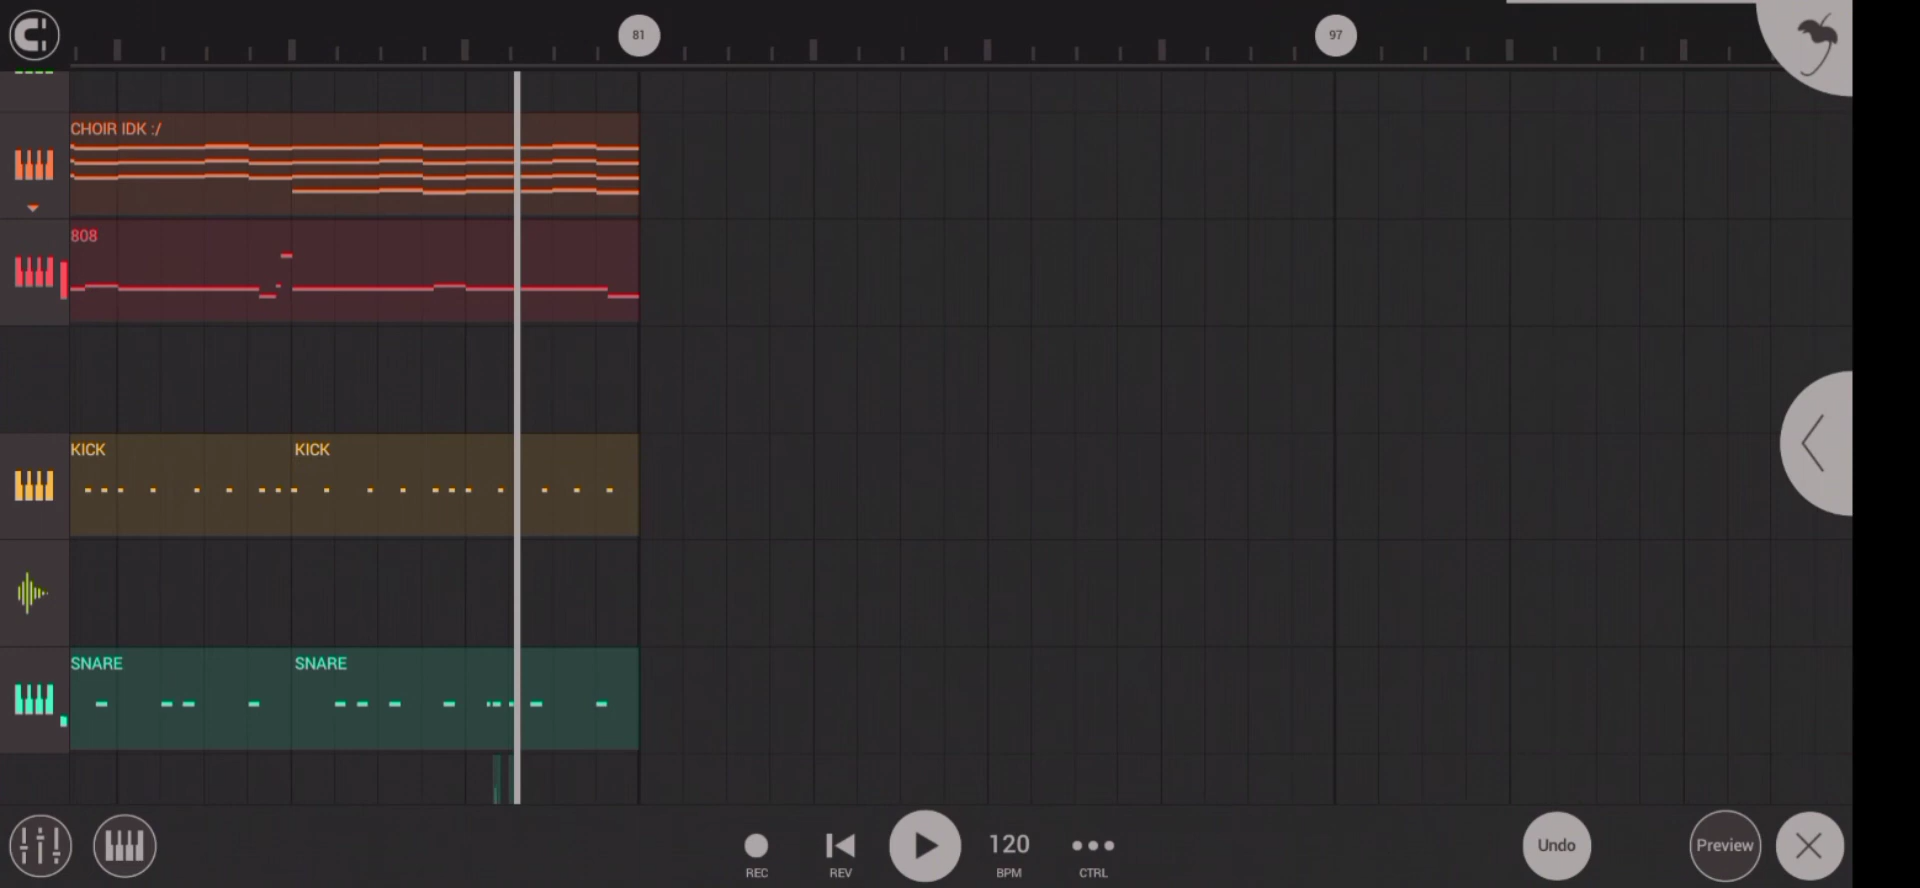 81
97
CHOIR IDK :/
808
KICK KICK
SNARE SNARE
120
Undo
Preview
REC
REV
BPM
CTRL